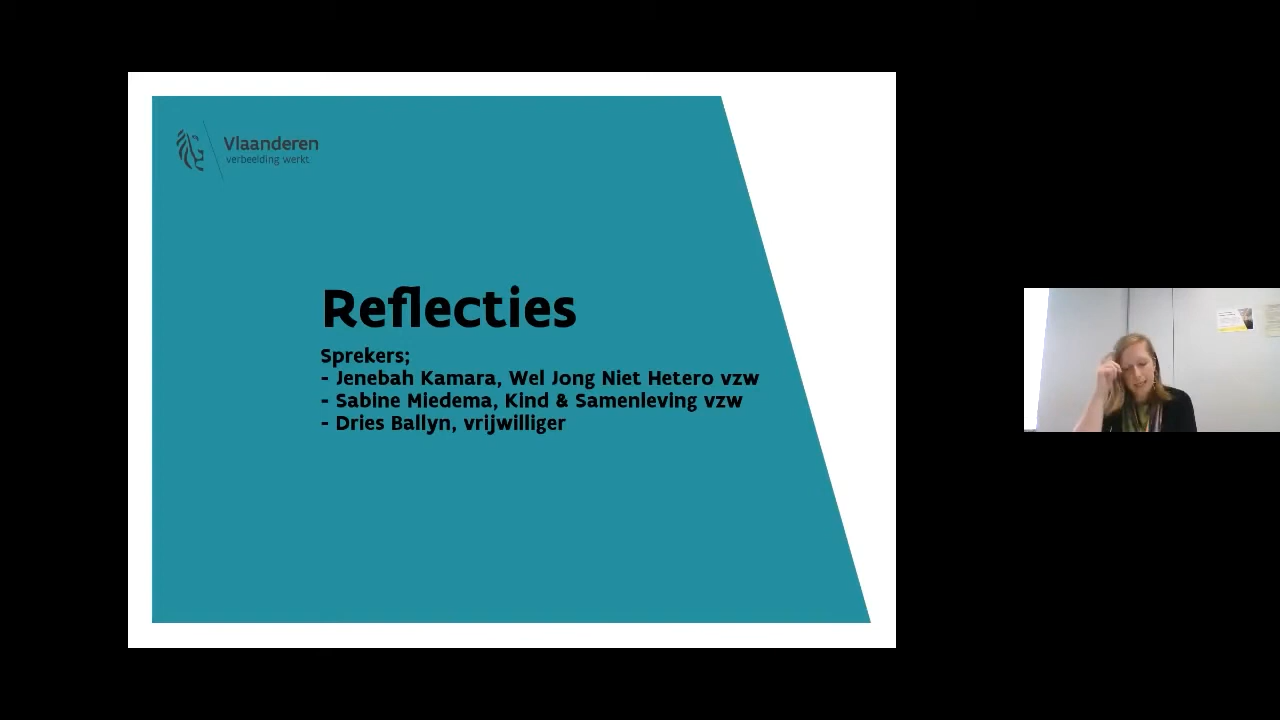 Vlaanderen
verbeelding werkt
Reflecties
Sprekers;
- Jenebah Kamara, Wel Jong Niet Hetero vzw
- Sabine Miedema, Kind & Samenleving vzw
- Dries Ballyn, vrijwilliger